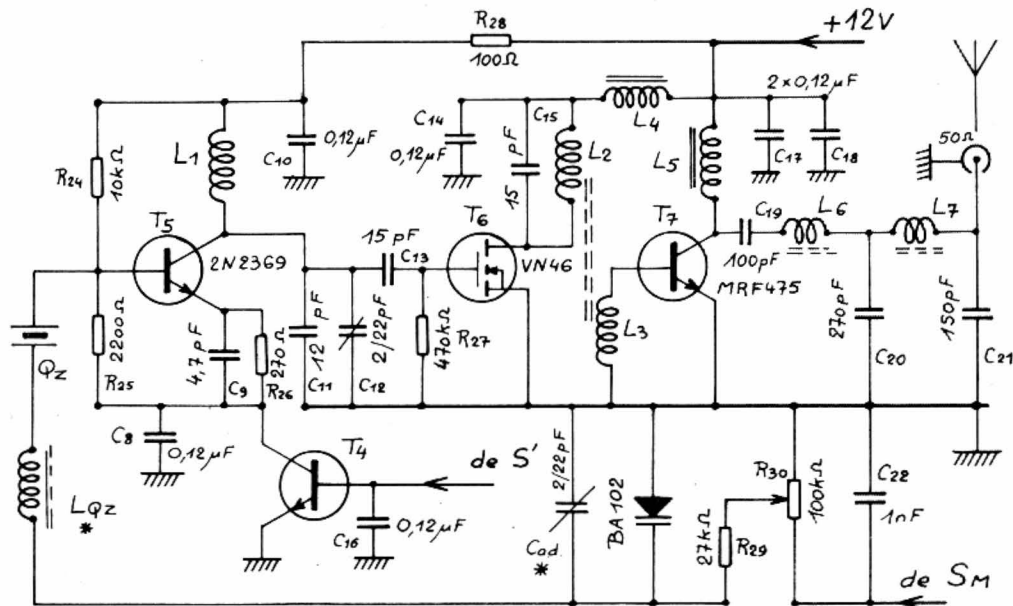 R28
100Ω
+12V
C14
0,12µF
C10
0,12µF
C15
15 pF
L4
2×0,12µF
C17
C18
50Ω
L1
L2
L5
R24
10kΩ
T5
2N2369
T6
VN46
T7
MRF475
C19
100pF
L6
L7
15 pF
C13
L3
QZ
2200Ω
R25
4,7pF
C9
270Ω
R26
12 pF
C11
2/22pF
C12
470kΩ
R27
270pF
C20
150pF
C21
C8
0,12µF
T4
de S'
2/22pF
Cad.
*
BA102
R30
100kΩ
C22
1nF
LQZ
*
C16
0,12µF
27kΩ
R29
de SM